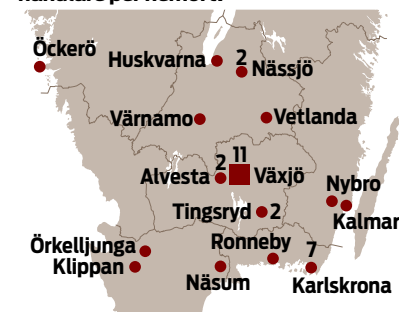 Öckerö
Huskvarna
2
Nässjö
Värnamo
Vetlanda
2
11
Alvesta
Växjö
Nybro
Tingsryd
2
Kalmar
Örkelljunga
Ronneby
7
Klippan
Näsum
Karlskrona